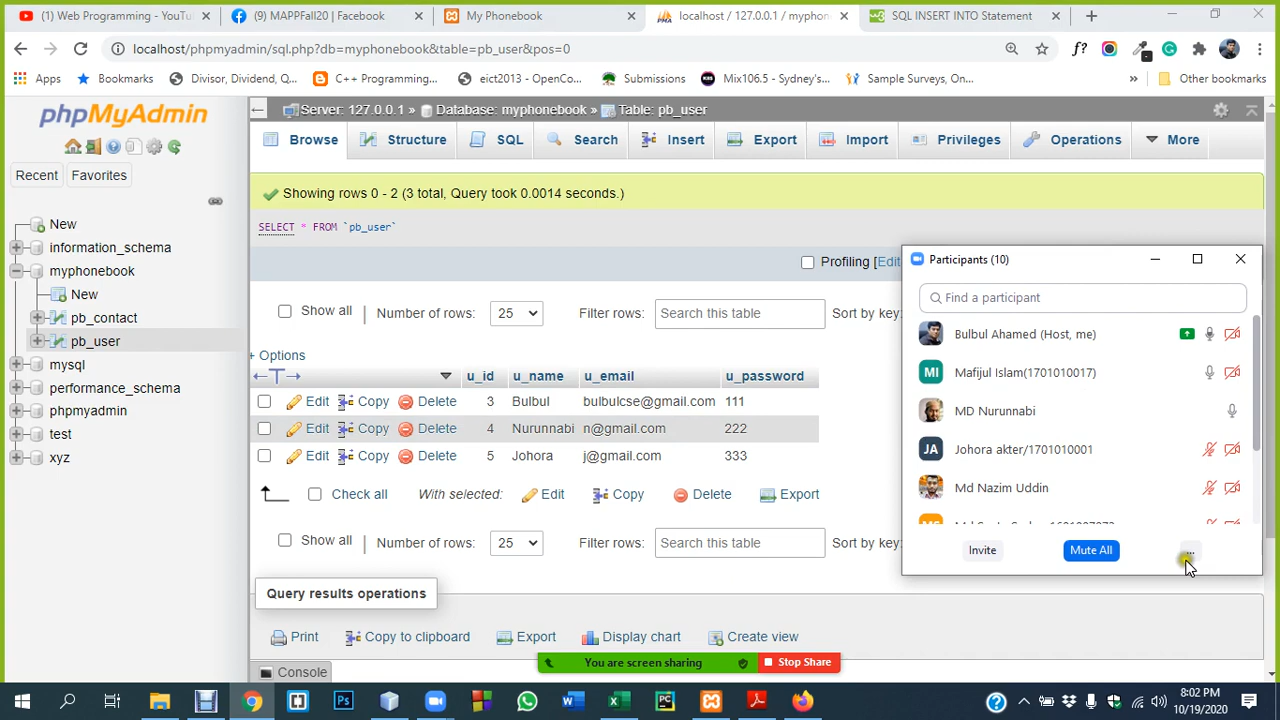 (1) Web Programming - YouTu
(9) MAPPFall20 | Facebook
My Phonebook
localhost / 127.0.0.1 / myphon
SQL INSERT INTO Statement
localhost/phpmyadmin/sql.php?db=myphonebook&table=pb_user&pos=0
f?
Apps
Bookmarks
Divisor, Dividend, Q...
C++ Programming...
eict2013 - OpenCo...
Submissions
Mix106.5 - Sydney's...
Sample Surveys, On...
»
Other bookmarks
phpMyAdmin
Recent
Favorites
New
information_schema
myphonebook
New
pb_contact
pb_user
mysql
performance_schema
phpmyadmin
test
xyz
Server: 127.0.0.1 » Database: myphonebook » Table: pb_user
Browse
Structure
SQL
Search
Insert
Export
Import
Privileges
Operations
More
Showing rows 0 - 2 (3 total, Query took 0.0014 seconds.)
SELECT * FROM `pb_user`
Profiling [Edit
Show all
Number of rows:
25
Filter rows:
Search this table
Sort by key:
+ Options
u_id u_name u_email u_password
Edit Copy Delete 3 Bulbul bulbulcse@gmail.com 111
Edit Copy Delete 4 Nurunnabi n@gmail.com 222
Edit Copy Delete 5 Johora j@gmail.com 333
Check all
With selected:
Edit
Copy
Delete
Export
Show all
Number of rows:
25
Filter rows:
Search this table
Sort by key:
Query results operations
Print
Copy to clipboard
Export
Display chart
Create view
Console
Participants (10)
Find a participant
Bulbul Ahamed (Host, me)
MI
Mafijul Islam(1701010017)
MD Nurunnabi
JA
Johora akter/1701010001
Md Nazim Uddin
Invite
Mute All
...
You are screen sharing
Stop Share
Ps
PC
8:02 PM
10/19/2020